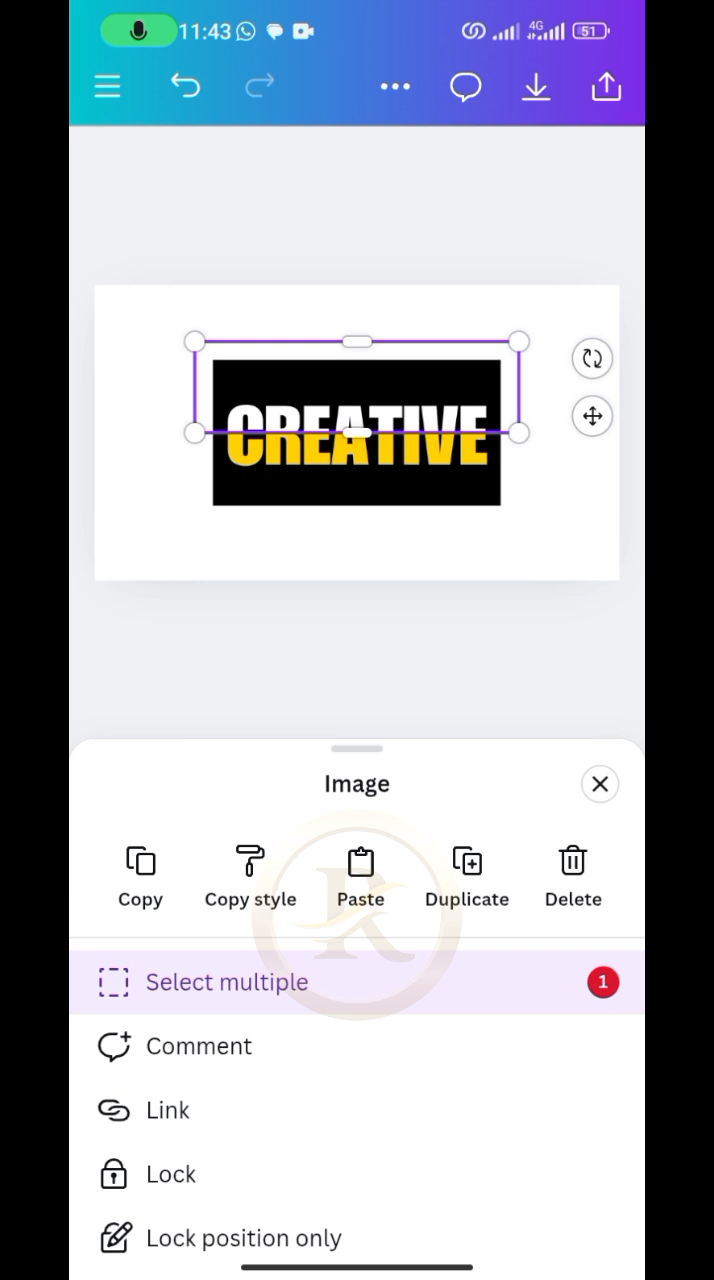 11:43 4G 51
CREATIVE
Image
Copy Copy style Paste Duplicate Delete
R
Select multiple 1
Comment
Link
Lock
Lock position only